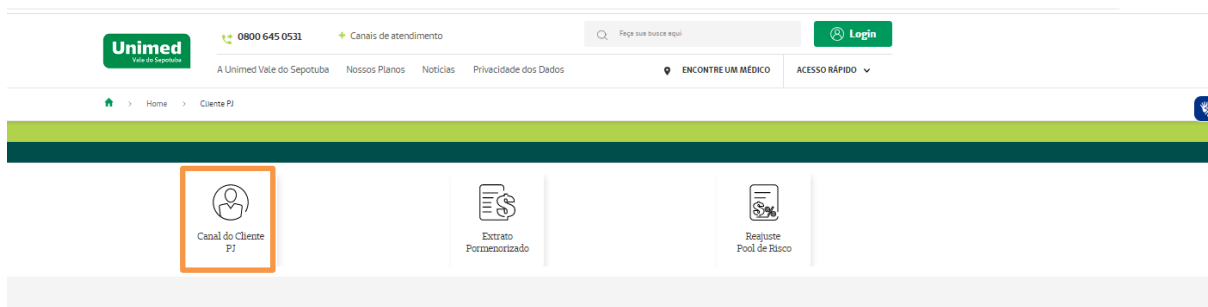 Unimed
Vale do Sepotuba
0800 645 0531
+ Canais de atendimento
Faça sua busca aqui
Login
A Unimed Vale do Sepotuba
Nossos Planos
Notícias
Privacidade dos Dados
ENCONTRE UM MÉDICO
ACESSO RÁPIDO
> Home > Cliente PJ
Canal do Cliente
PJ
Extrato
Pormenorizado
Reajuste
Pool de Risco